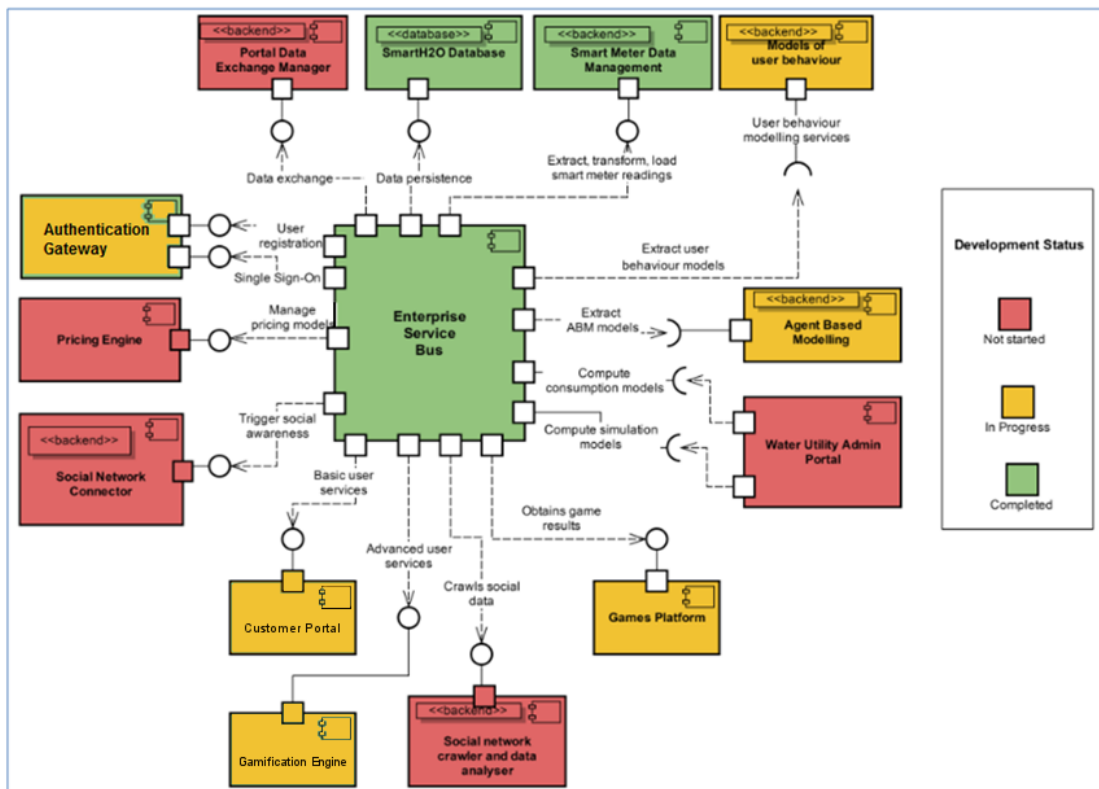 <<backend>>
Portal Data
Exchange Manager
<<database>>
SmartH2O Database
<<backend>>
Smart Meter Data
Management
<<backend>>
Models of
user behaviour
User behaviour
modelling services
Data exchange
Data persistence
Extract, transform, load
smart meter readings
Authentication
Gateway
User
registration
Single Sign-On
Extract user
behaviour models
Development Status
Not started
In Progress
Completed
Pricing Engine
Manage
pricing models
Enterprise
Service
Bus
Extract
ABM models
<<backend>>
Agent Based
Modelling
Compute
consumption models
Compute simulation
models
Water Utility Admin
Portal
<<backend>>
Social Network
Connector
Trigger social
awareness
Basic user
services
Advanced user
services
Crawls social
data
Obtains game
results
Customer Portal
Games Platform
Gamification Engine
<<backend>>
Social network
crawler and data
analyser